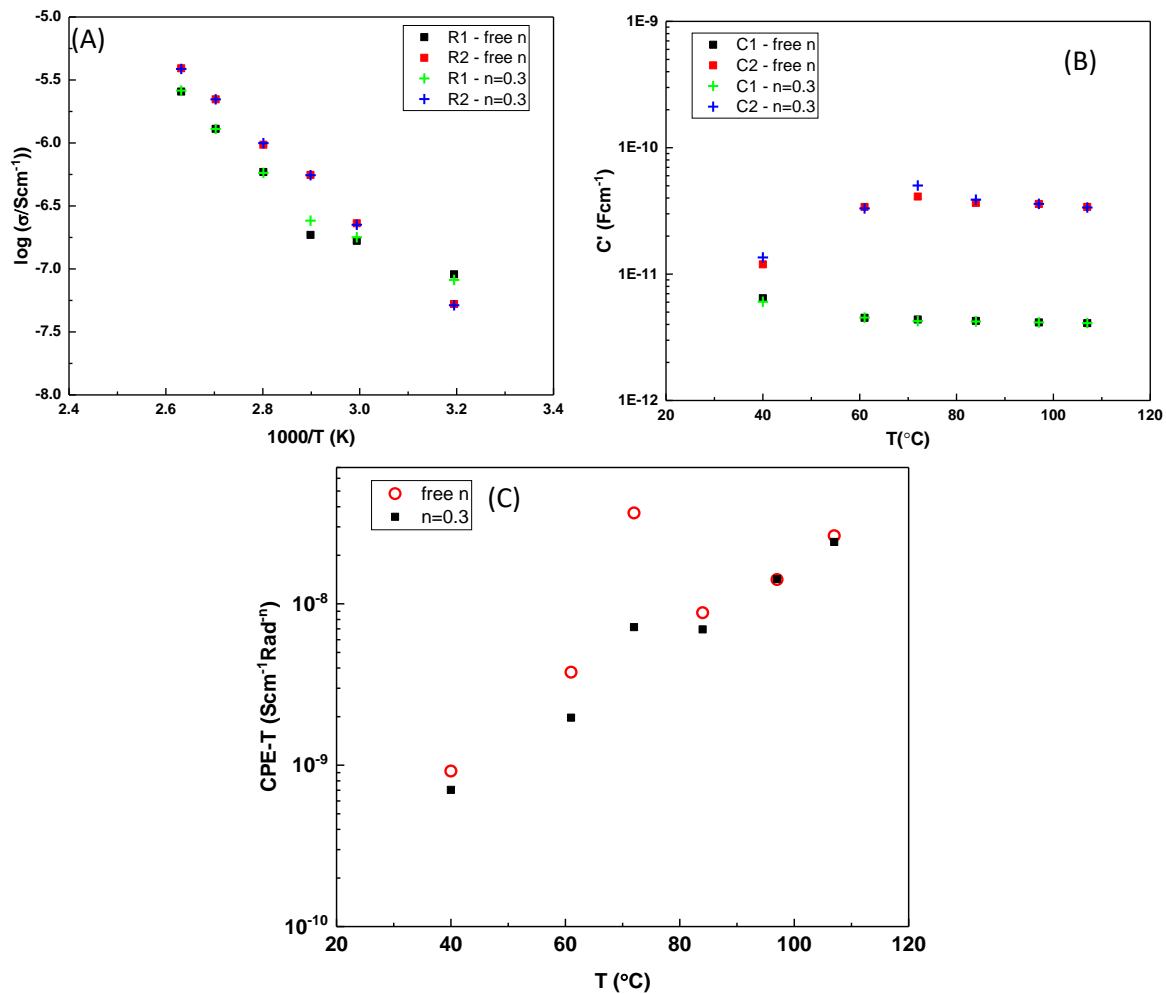 (A)
R1 - free n
R2 - free n
R1 - n=0.3
R2 - n=0.3
log (σ/Scm⁻¹))
-5.0
-5.5
-6.0
-6.5
-7.0
-7.5
-8.0
2.4 2.6 2.8 3.0 3.2 3.4
1000/T (K)
(B)
C1 - free n
C2 - free n
C1 - n=0.3
C2 - n=0.3
C' (Fcm⁻¹)
1E-9
1E-10
1E-11
1E-12
20 40 60 80 100 120
T(°C)
(C)
free n
n=0.3
CPE-T (Scm⁻¹Rad⁻ⁿ)
10⁻⁸
10⁻⁹
10⁻¹⁰
20 40 60 80 100 120
T (°C)